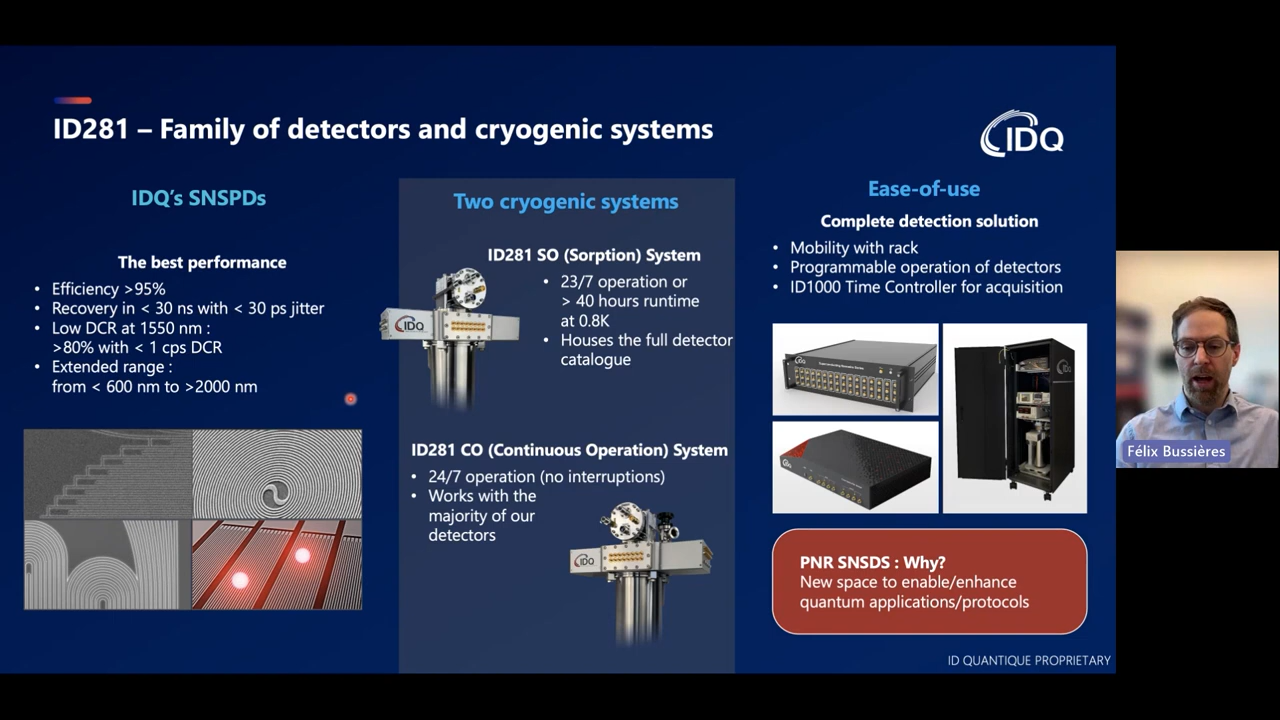 ID281 – Family of detectors and cryogenic systems
IDQ
IDQ's SNSPDs
The best performance
• Efficiency >95%
• Recovery in < 30 ns with < 30 ps jitter
• Low DCR at 1550 nm :
>80% with < 1 cps DCR
• Extended range :
from < 600 nm to >2000 nm
Two cryogenic systems
ID281 SO (Sorption) System
• 23/7 operation or
> 40 hours runtime
at 0.8K
• Houses the full detector
catalogue
IDQ
ID281 CO (Continuous Operation) System
• 24/7 operation (no interruptions)
• Works with the
majority of our
detectors
IDQ
Ease-of-use
Complete detection solution
• Mobility with rack
• Programmable operation of detectors
• ID1000 Time Controller for acquisition
IDQ
IDQ
PNR SNSDS : Why?
New space to enable/enhance
quantum applications/protocols
ID QUANTIQUE PROPRIETARY
Félix Bussières